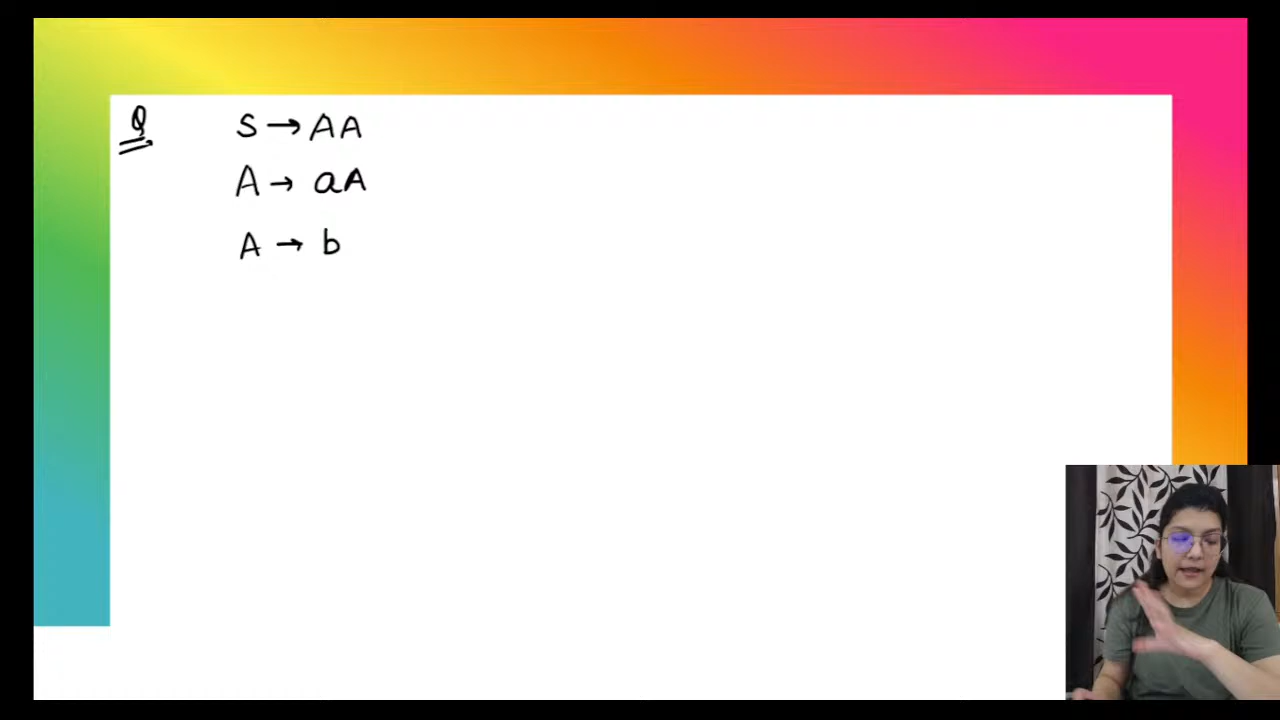 Q S → AA
A → aA
A → b